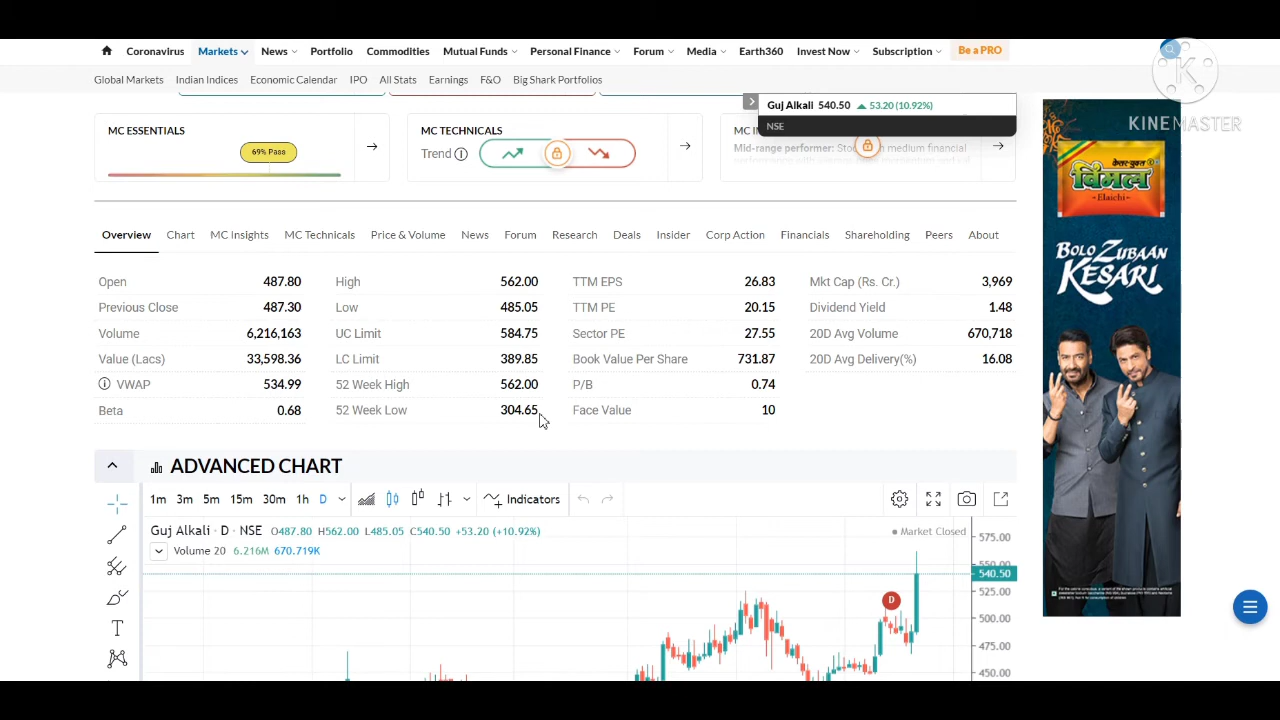 Coronavirus Markets News Portfolio Commodities Mutual Funds Personal Finance Forum Media Earth360 Invest Now Subscription Be a PRO
Global Markets Indian Indices Economic Calendar IPO All Stats Earnings F&O Big Shark Portfolios
Guj Alkali 540.50 53.20 (10.92%)
NSE
K
KINEMASTER
MC ESSENTIALS
69% Pass
MC TECHNICALS
Trend
Overview Chart MC Insights MC Technicals Price & Volume News Forum Research Deals Insider Corp Action Financials Shareholding Peers About
Open 487.80 High 562.00 TTM EPS 26.83 Mkt Cap (Rs. Cr.) 3,969
Previous Close 487.30 Low 485.05 TTM PE 20.15 Dividend Yield 1.48
Volume 6,216,163 UC Limit 584.75 Sector PE 27.55 20D Avg Volume 670,718
Value (Lacs) 33,598.36 LC Limit 389.85 Book Value Per Share 731.87 20D Avg Delivery(%) 16.08
VWAP 534.99 52 Week High 562.00 P/B 0.74
Beta 0.68 52 Week Low 304.65 Face Value 10
ADVANCED CHART
1m 3m 5m 15m 30m 1h D Indicators
Guj Alkali · D · NSE O487.80 H562.00 L485.05 C540.50 +53.20 (+10.92%)
Market Closed
Volume 20 6.216M 670.719K
575.00
550.00
540.50
525.00
500.00
475.00
450.00
D
T
केसर-युक्त
विमल
Elaichi
BOLO ZUBAAN
KESARI